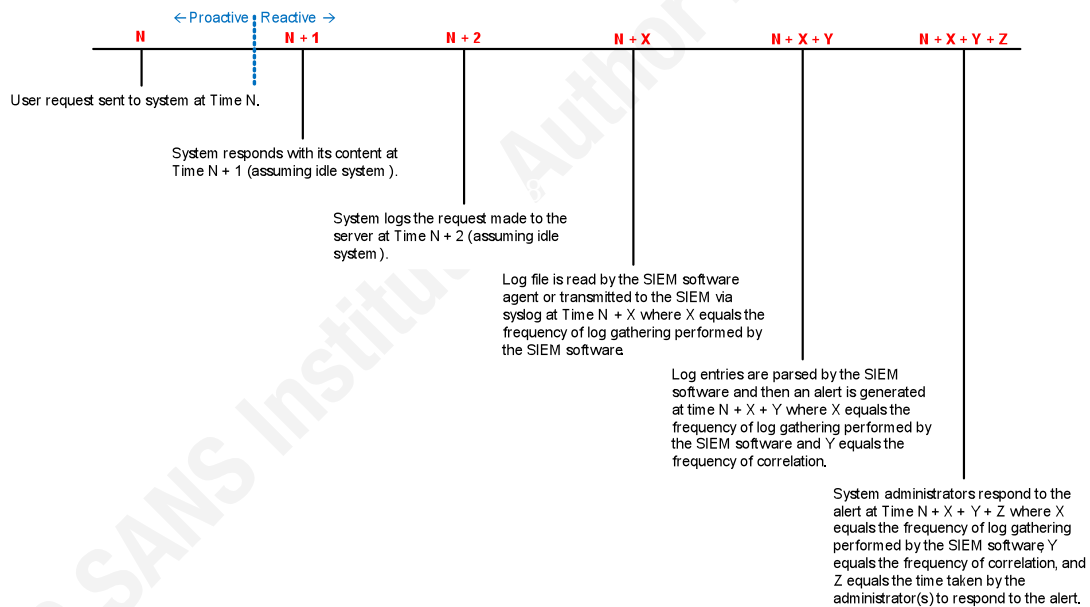 ← Proactive
Reactive →
N
N + 1
N + 2
N + X
N + X + Y
N + X + Y + Z
User request sent to system at Time N.
System responds with its content at
Time N + 1 (assuming idle system ).
System logs the request made to the
server at Time N + 2 (assuming idle
system ).
Log file is read by the SIEM software
agent or transmitted to the SIEM via
syslog at Time N + X where X equals the
frequency of log gathering performed by
the SIEM software.
Log entries are parsed by the SIEM
software and then an alert is generated
at time N + X + Y where X equals the
frequency of log gathering performed by
the SIEM software and Y equals the
frequency of correlation.
System administrators respond to the
alert at Time N + X + Y + Z where X
equals the frequency of log gathering
performed by the SIEM software, Y
equals the frequency of correlation, and
Z equals the time taken by the
administrator(s) to respond to the alert.
SANS Institu
Author